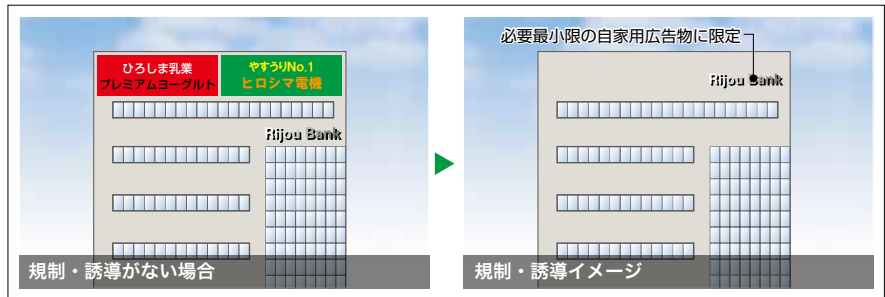 ひろしま乳業
プレミアムヨーグルト
やすうりNo.1
ヒロシマ電機
Rijou Bank
規制・誘導がない場合
必要最小限の自家用広告物に限定
Rijou Bank
規制・誘導イメージ